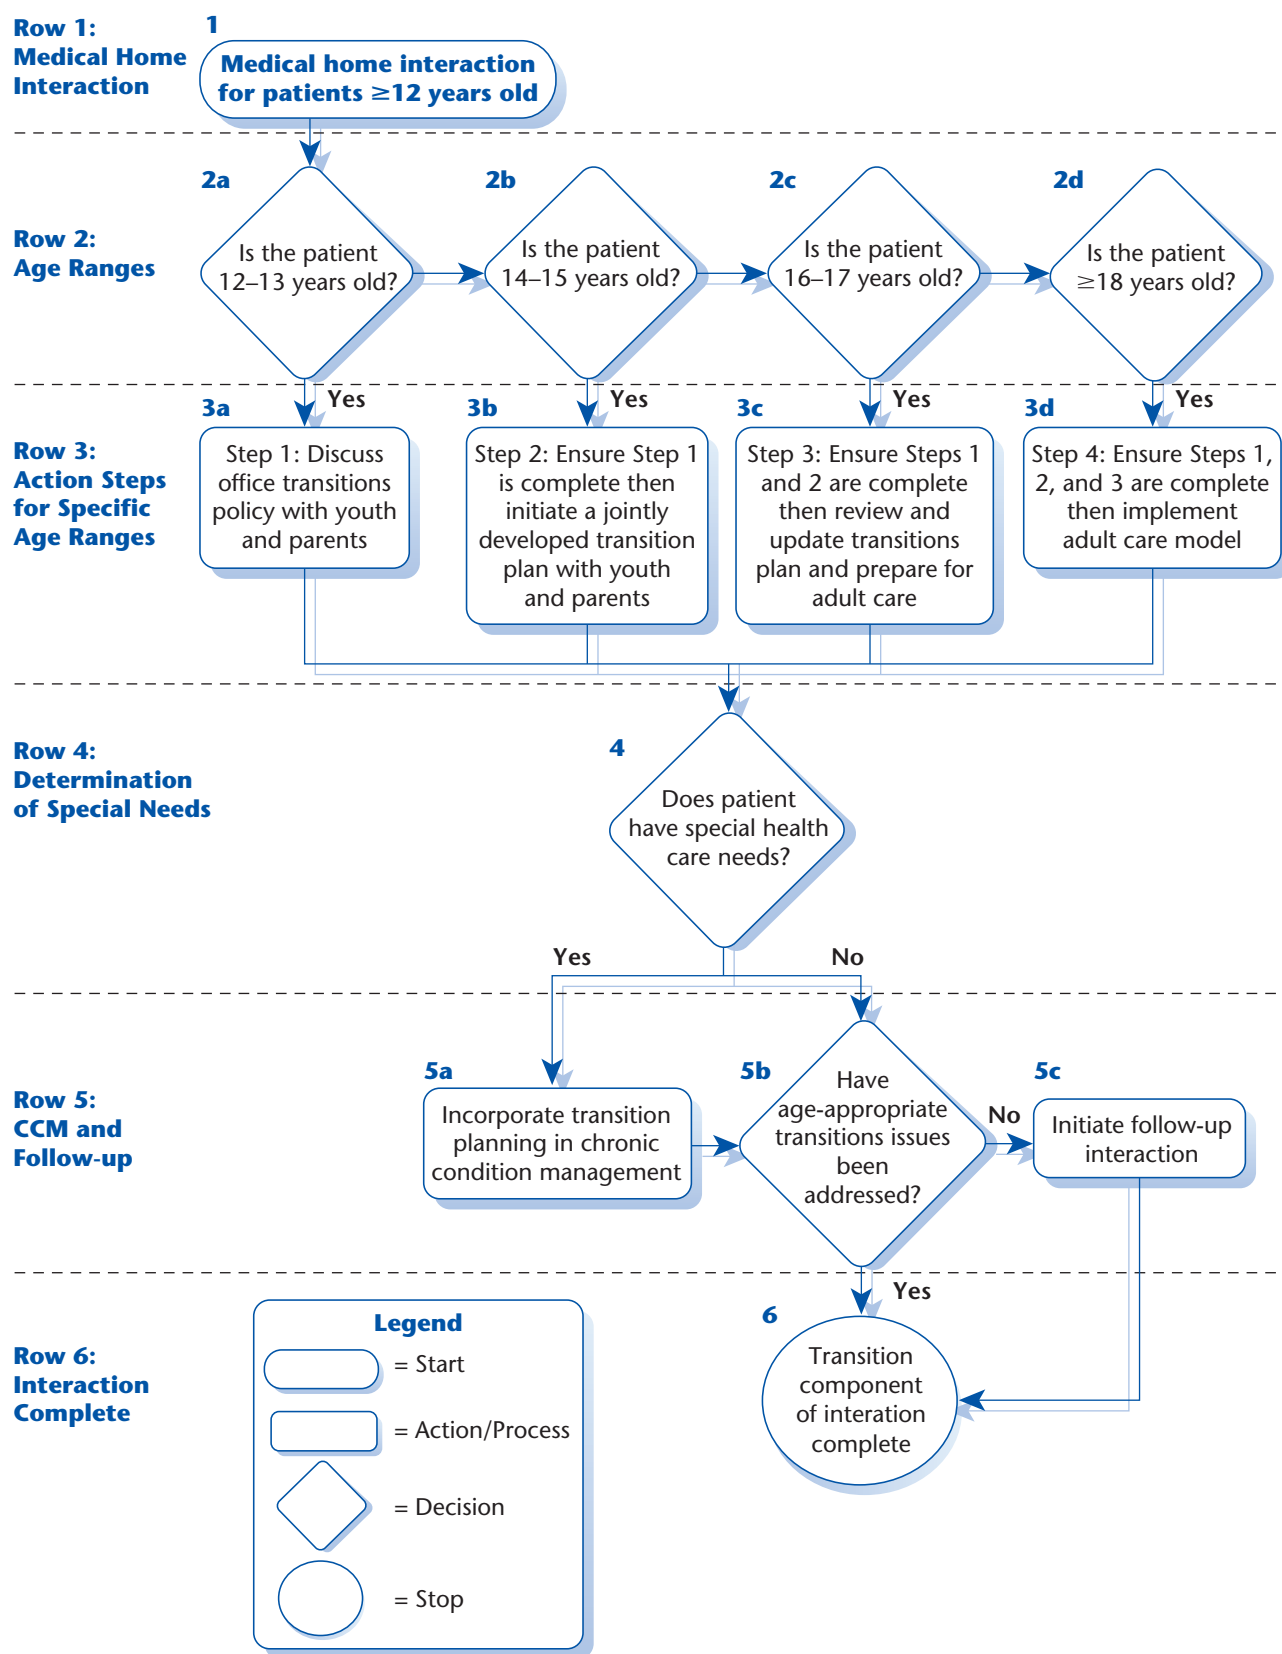 Row 1:
Medical Home
Interaction
1
Medical home interaction
for patients ≥12 years old
Row 2:
Age Ranges
2a
Is the patient
12–13 years old?
2b
Is the patient
14–15 years old?
2c
Is the patient
16–17 years old?
2d
Is the patient
≥18 years old?
Yes
Yes
Yes
Yes
Row 3:
Action Steps
for Specific
Age Ranges
3a
Step 1: Discuss
office transitions
policy with youth
and parents
3b
Step 2: Ensure Step 1
is complete then
initiate a jointly
developed transition
plan with youth
and parents
3c
Step 3: Ensure Steps 1
and 2 are complete
then review and
update transitions
plan and prepare for
adult care
3d
Step 4: Ensure Steps 1,
2, and 3 are complete
then implement
adult care model
Row 4:
Determination
of Special Needs
4
Does patient
have special health
care needs?
Yes
No
Row 5:
CCM and
Follow-up
5a
Incorporate transition
planning in chronic
condition management
5b
Have
age-appropriate
transitions issues
been
addressed?
No
5c
Initiate follow-up
interaction
Yes
Row 6:
Interaction
Complete
6
Transition
component
of interation
complete
Legend
= Start
= Action/Process
= Decision
= Stop